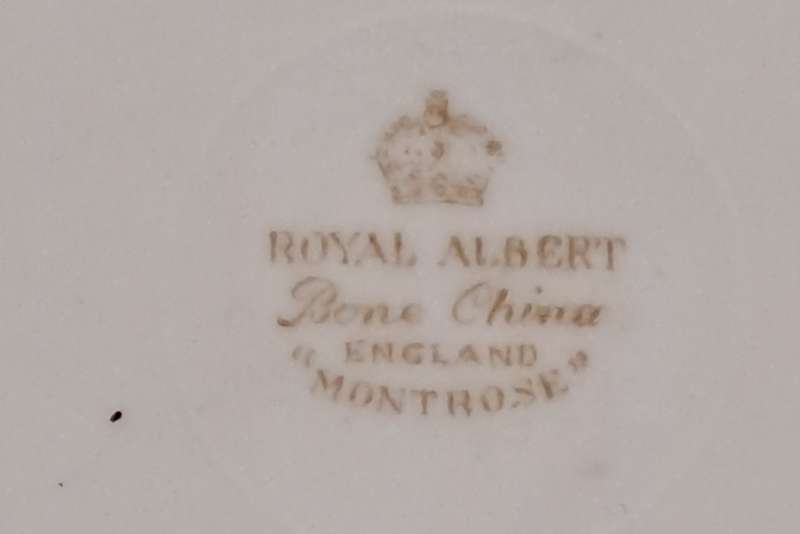 ROYAL ALBERT
Bone China
ENGLAND
"MONTROSE"